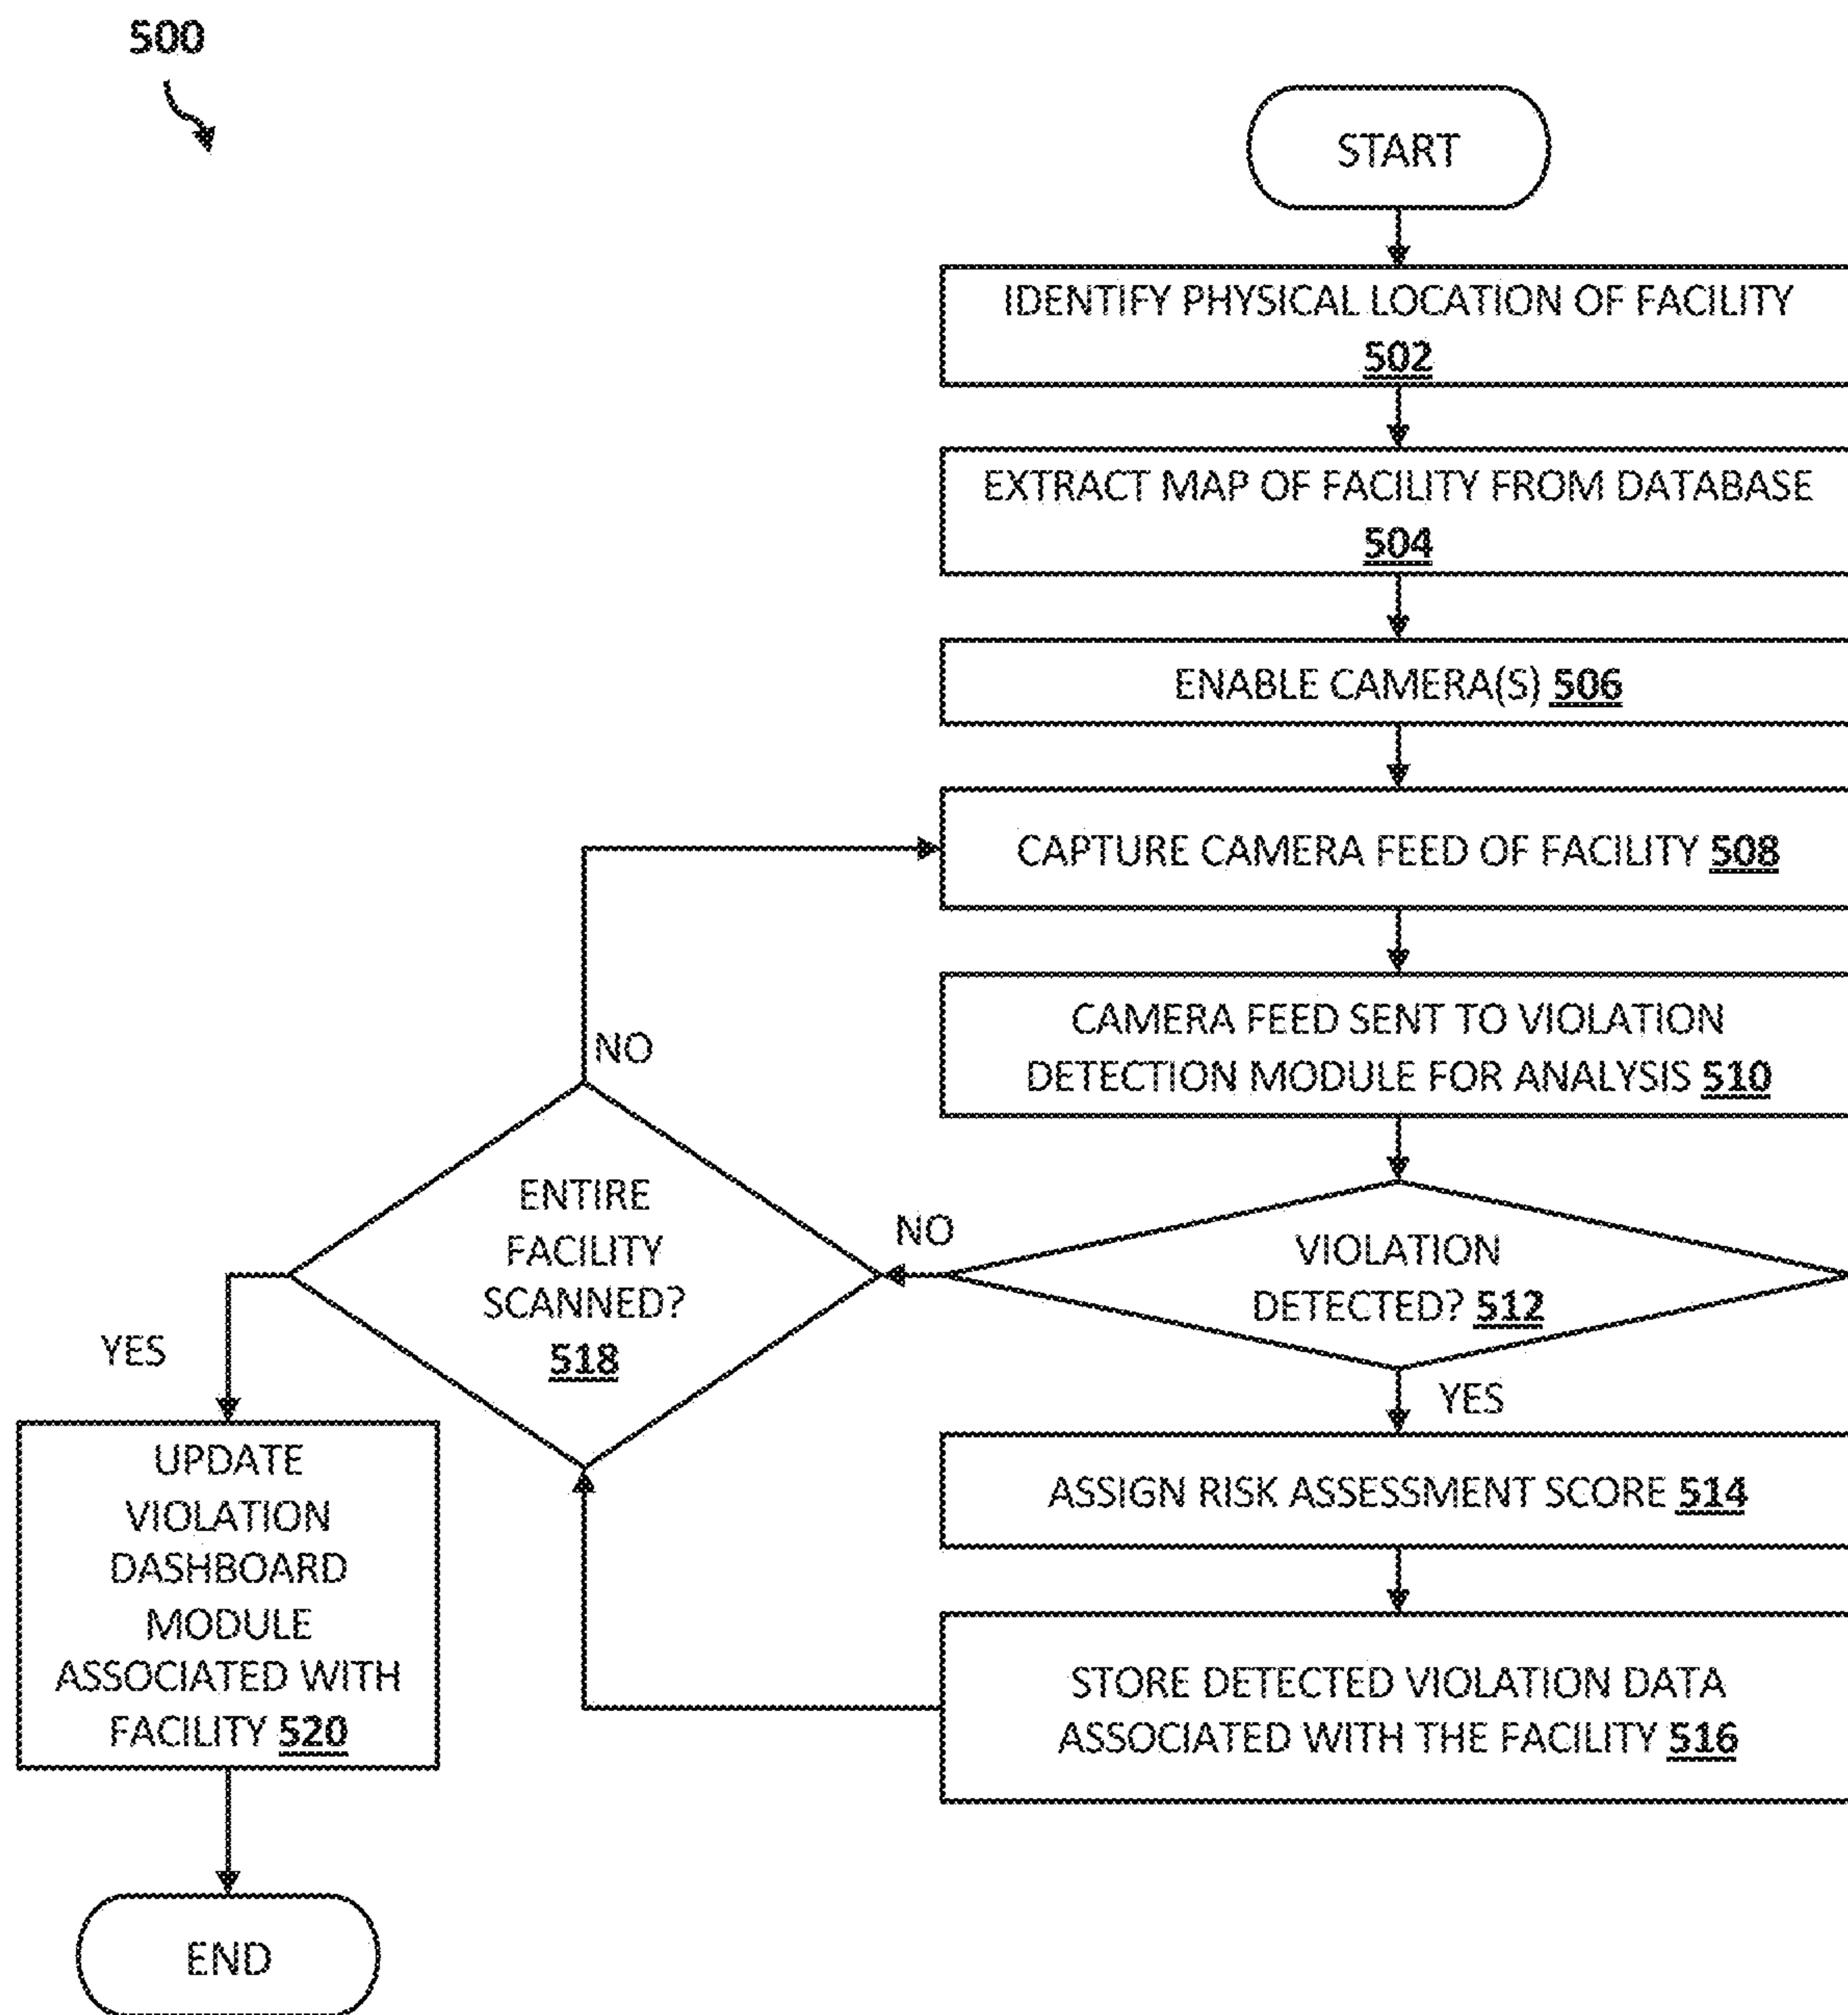 500
START
IDENTIFY PHYSICAL LOCATION OF FACILITY
502
EXTRACT MAP OF FACILITY FROM DATABASE
504
ENABLE CAMERA(S) 506
CAPTURE CAMERA FEED OF FACILITY 508
CAMERA FEED SENT TO VIOLATION
DETECTION MODULE FOR ANALYSIS 510
VIOLATION
DETECTED? 512
NO
YES
ASSIGN RISK ASSESSMENT SCORE 514
STORE DETECTED VIOLATION DATA
ASSOCIATED WITH THE FACILITY 516
ENTIRE
FACILITY
SCANNED?
518
NO
YES
UPDATE
VIOLATION
DASHBOARD
MODULE
ASSOCIATED WITH
FACILITY 520
END